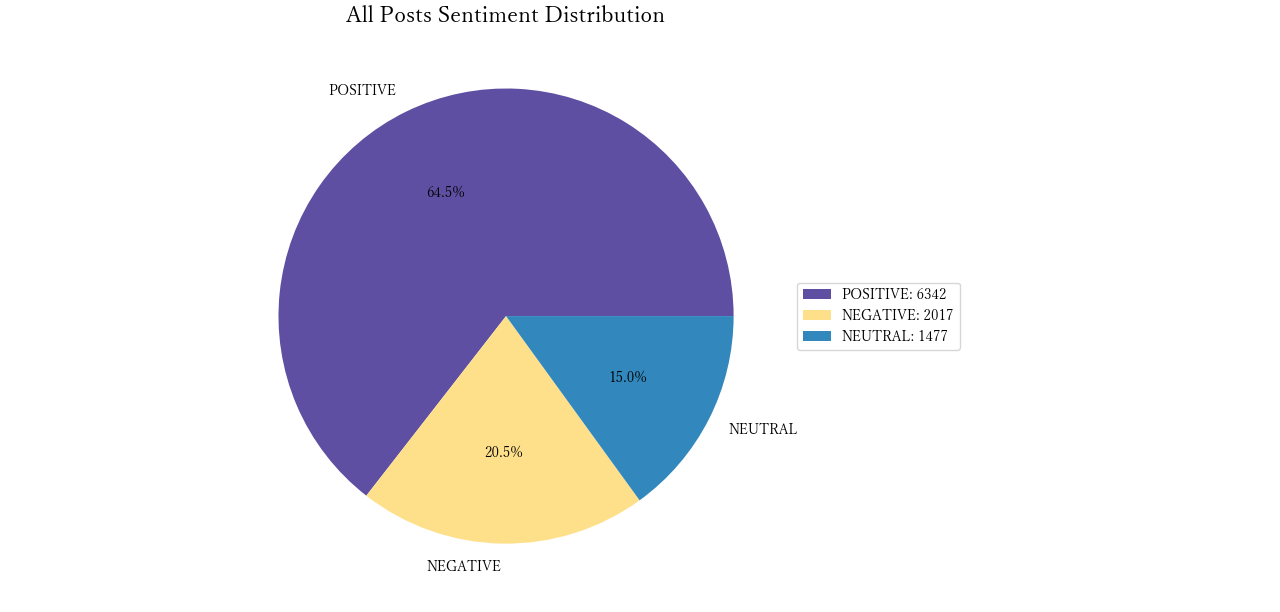 All Posts Sentiment Distribution
POSITIVE
64.5%
POSITIVE: 6342
NEGATIVE: 2017
NEUTRAL: 1477
15.0%
NEUTRAL
20.5%
NEGATIVE